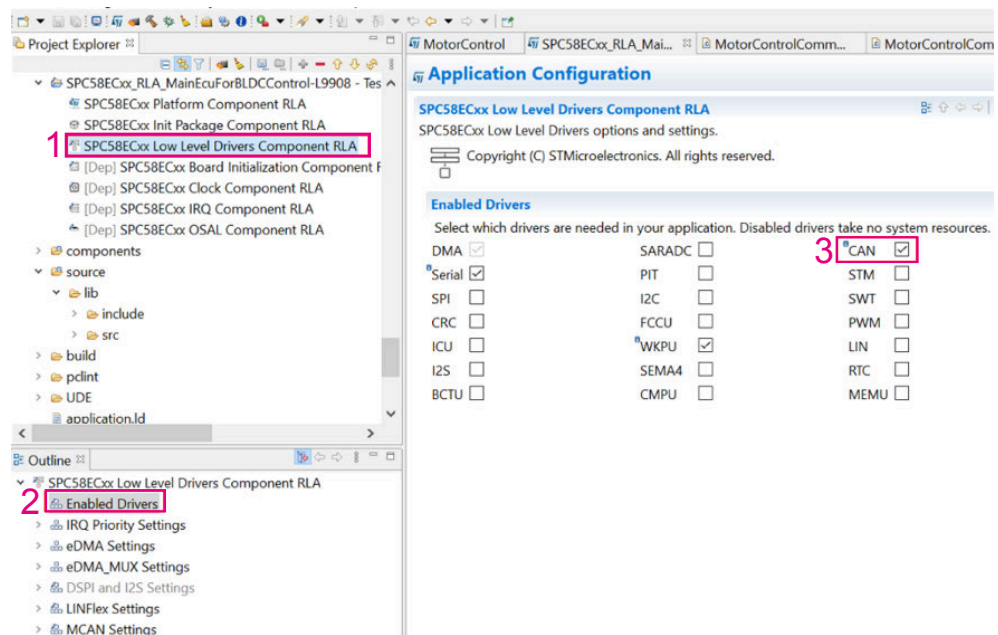 Project Explorer
MotorControl
SPC58ECxx_RLA_Mai...
MotorControlComm...
MotorControlCom
SPC58ECxx_RLA_MainEcuForBLDCControl-L9908 - Tes
SPC58ECxx Platform Component RLA
SPC58ECxx Init Package Component RLA
1
SPC58ECxx Low Level Drivers Component RLA
[Dep] SPC58ECxx Board Initialization Component
[Dep] SPC58ECxx Clock Component RLA
[Dep] SPC58ECxx IRQ Component RLA
[Dep] SPC58ECxx OSAL Component RLA
components
source
lib
include
src
build
pclint
UDE
application.ld
Outline
SPC58ECxx Low Level Drivers Component RLA
2
Enabled Drivers
IRQ Priority Settings
eDMA Settings
eDMA_MUX Settings
DSPI and I2S Settings
LINFlex Settings
MCAN Settings
Application Configuration
SPC58ECxx Low Level Drivers Component RLA
SPC58ECxx Low Level Drivers options and settings.
Copyright (C) STMicroelectronics. All rights reserved.
Enabled Drivers
Select which drivers are needed in your application. Disabled drivers take no system resources.
DMA SARADC 3 CAN
Serial PIT STM
SPI I2C SWT
CRC FCCU PWM
ICU WKPU LIN
I2S SEMA4 RTC
BCTU CMPU MEMU